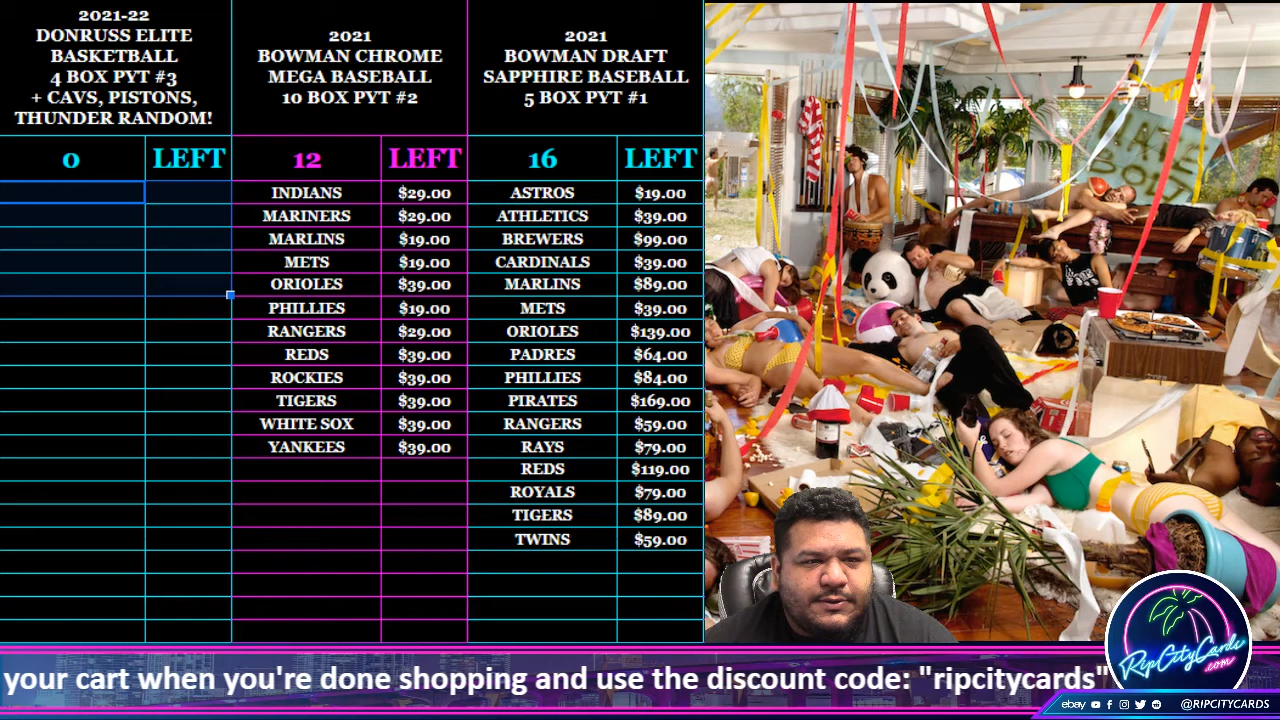 2021-22
DONRUSS ELITE
BASKETBALL
4 BOX PYT #3
+ CAVS, PISTONS,
THUNDER RANDOM!
2021
BOWMAN CHROME
MEGA BASEBALL
10 BOX PYT #2
2021
BOWMAN DRAFT
SAPPHIRE BASEBALL
5 BOX PYT #1
0 LEFT 12 LEFT 16 LEFT
INDIANS $29.00 ASTROS $19.00
MARINERS $29.00 ATHLETICS $39.00
MARLINS $19.00 BREWERS $99.00
METS $19.00 CARDINALS $39.00
ORIOLES $39.00 MARLINS $89.00
PHILLIES $19.00 METS $39.00
RANGERS $29.00 ORIOLES $139.00
REDS $39.00 PADRES $64.00
ROCKIES $39.00 PHILLIES $84.00
TIGERS $39.00 PIRATES $169.00
WHITE SOX $39.00 RANGERS $59.00
YANKEES $39.00 RAYS $79.00
REDS $119.00
ROYALS $79.00
TIGERS $89.00
TWINS $59.00
your cart when you're done shopping and use the discount code: "ripcitycards"
RipCityCards
.com
ebay @RIPCITYCARDS